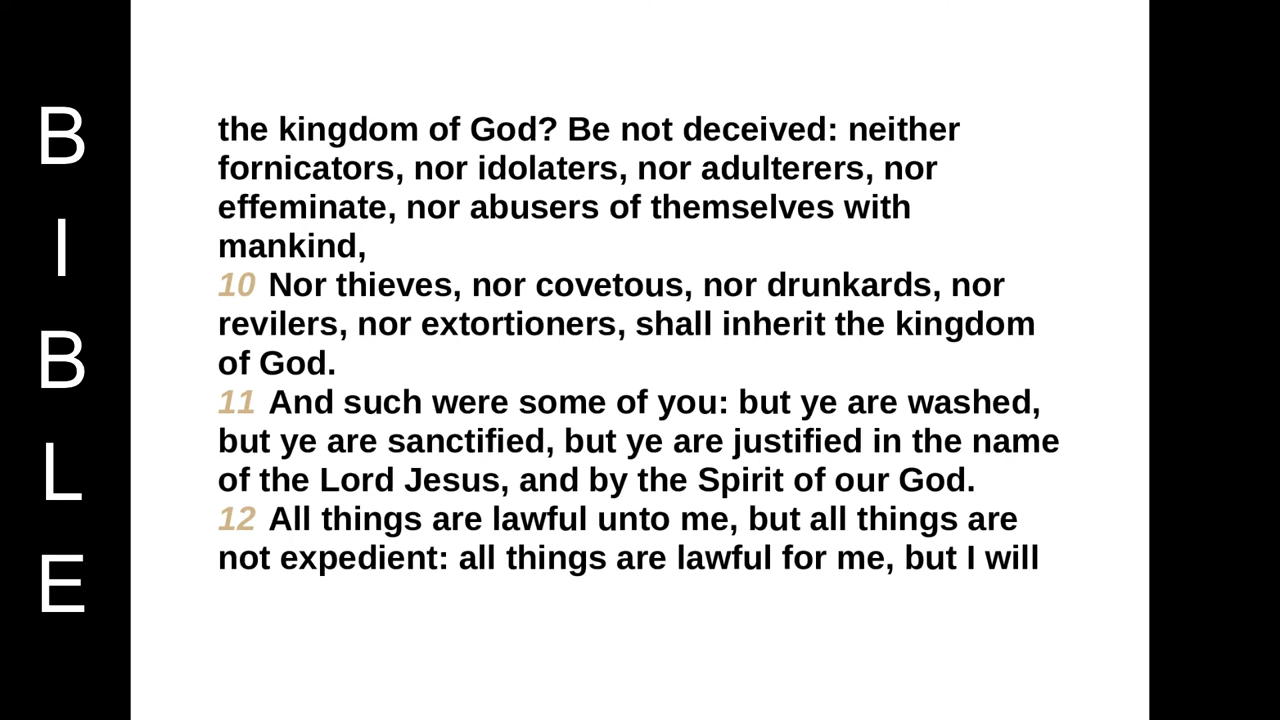 BIBLE
the kingdom of God? Be not deceived: neither
fornicators, nor idolaters, nor adulterers, nor
effeminate, nor abusers of themselves with
mankind,
10 Nor thieves, nor covetous, nor drunkards, nor
revilers, nor extortioners, shall inherit the kingdom
of God.
11 And such were some of you: but ye are washed,
but ye are sanctified, but ye are justified in the name
of the Lord Jesus, and by the Spirit of our God.
12 All things are lawful unto me, but all things are
not expedient: all things are lawful for me, but I will